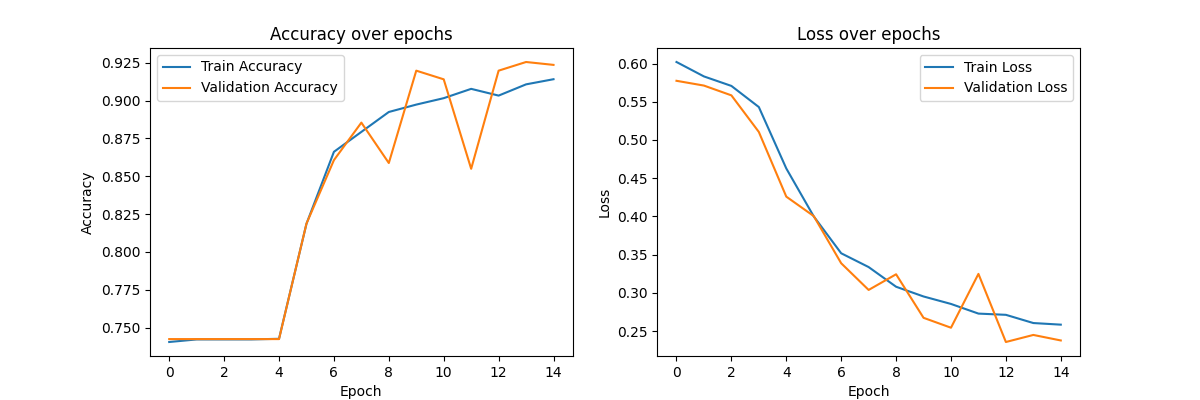 Accuracy over epochs
Train Accuracy
Validation Accuracy
0.925
0.900
0.875
0.850
0.825
0.800
0.775
0.750
Accuracy
0 2 4 6 8 10 12 14
Epoch
Loss over epochs
Train Loss
Validation Loss
0.60
0.55
0.50
0.45
0.40
0.35
0.30
0.25
Loss
0 2 4 6 8 10 12 14
Epoch